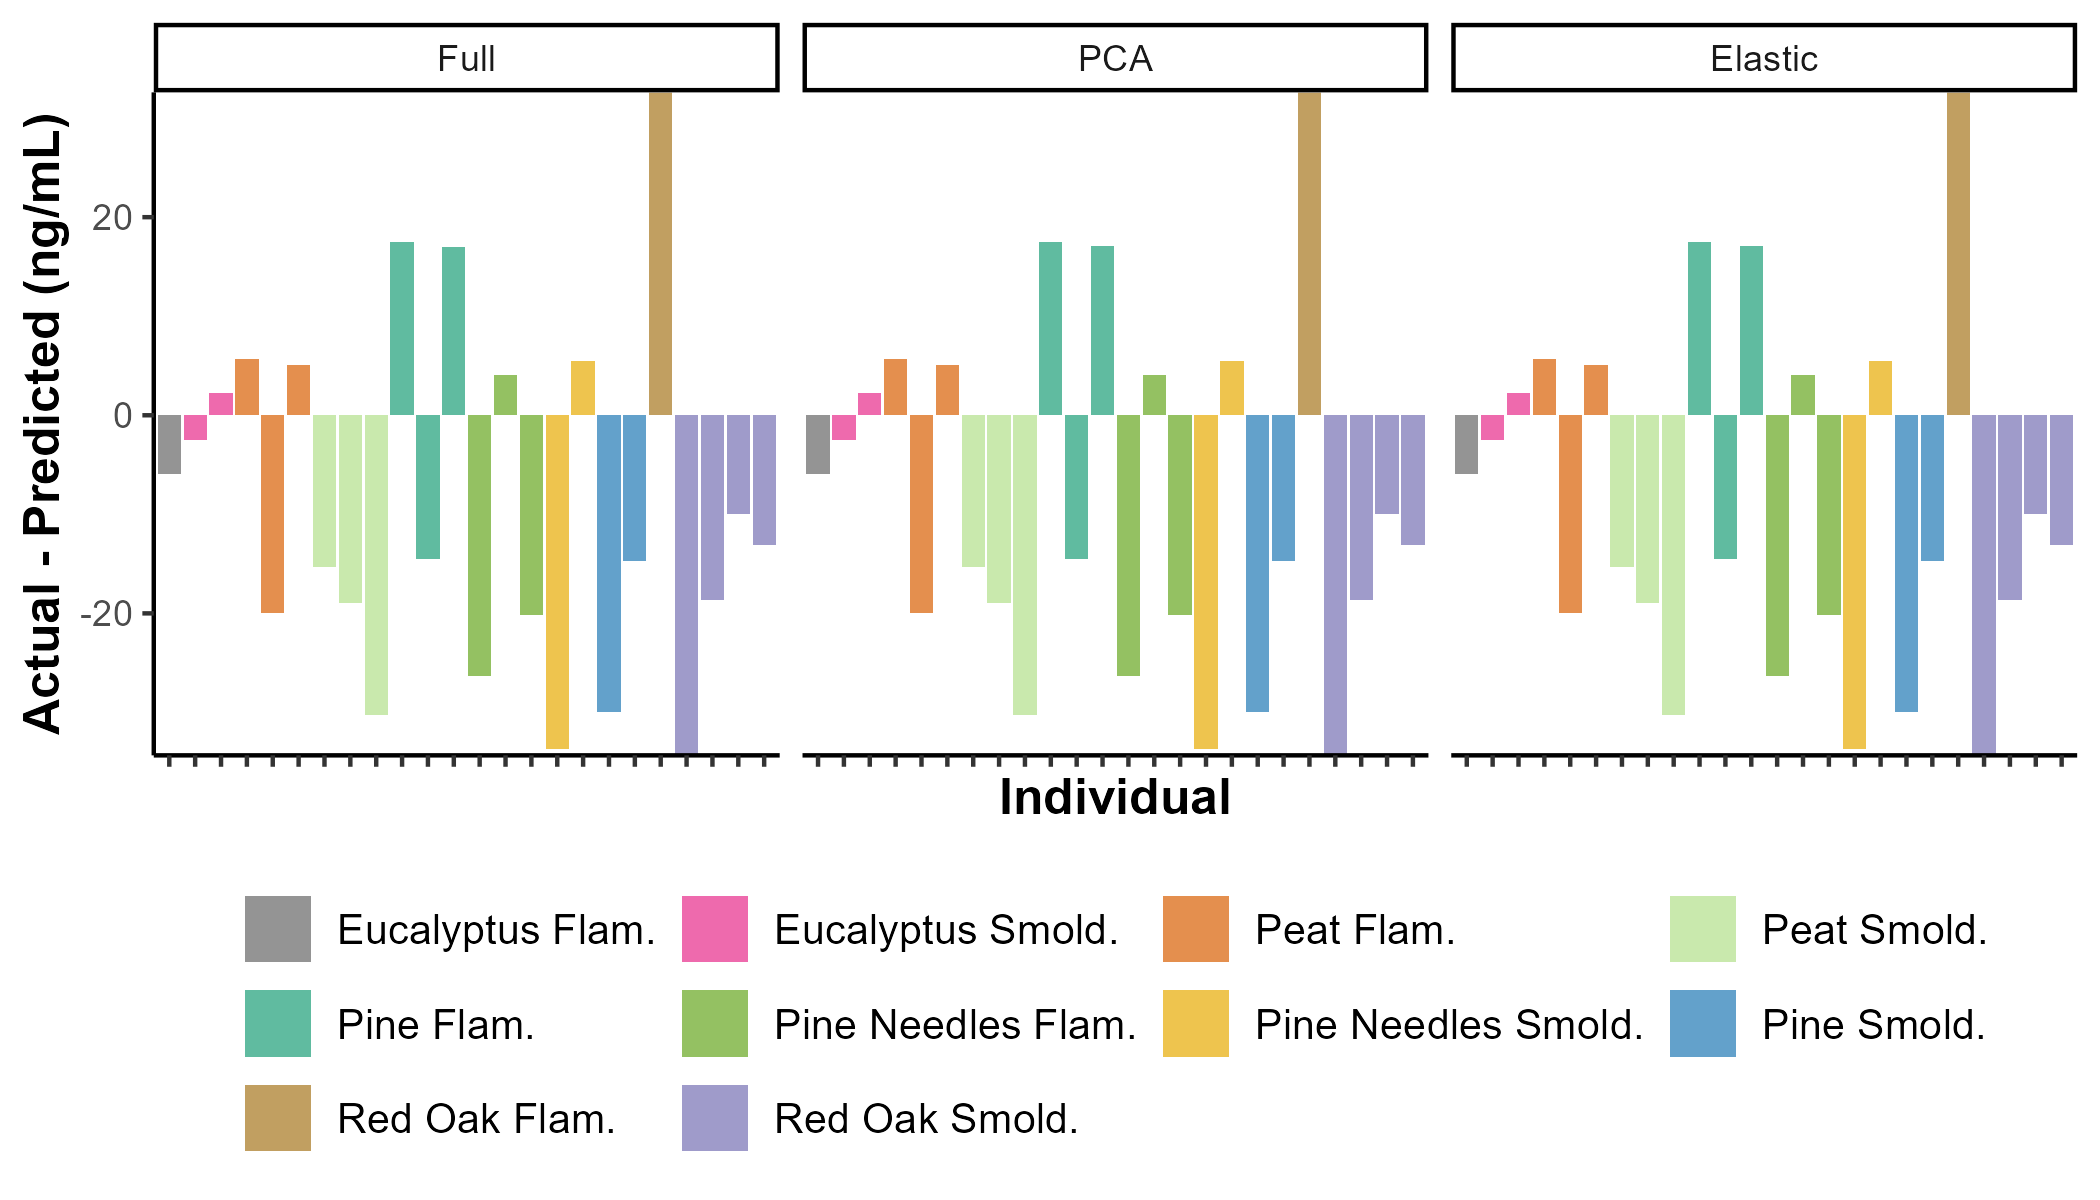 Full PCA Elastic
Actual - Predicted (ng/mL)
20
0
-20
Individual
Eucalyptus Flam. Eucalyptus Smold. Peat Flam. Peat Smold.
Pine Flam. Pine Needles Flam. Pine Needles Smold. Pine Smold.
Red Oak Flam. Red Oak Smold.